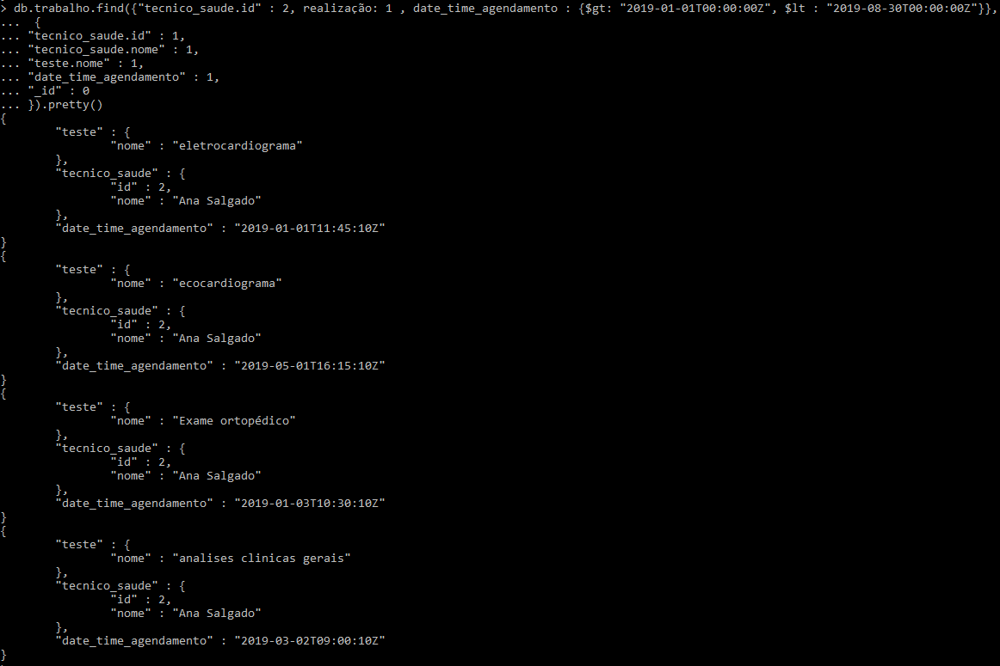 > db.trabalho.find({"tecnico_saude.id" : 2, realização: 1 , date_time_agendamento : {$gt: "2019-01-01T00:00:00Z", $lt : "2019-08-30T00:00:00Z"}},
...  {
... "tecnico_saude.id" : 1,
... "tecnico_saude.nome" : 1,
... "teste.nome" : 1,
... "date_time_agendamento" : 1,
... "_id" : 0
... }).pretty()
{
        "teste" : {
                "nome" : "eletrocardiograma"
        },
        "tecnico_saude" : {
                "id" : 2,
                "nome" : "Ana Salgado"
        },
        "date_time_agendamento" : "2019-01-01T11:45:10Z"
}
{
        "teste" : {
                "nome" : "ecocardiograma"
        },
        "tecnico_saude" : {
                "id" : 2,
                "nome" : "Ana Salgado"
        },
        "date_time_agendamento" : "2019-05-01T16:15:10Z"
}
{
        "teste" : {
                "nome" : "Exame ortopédico"
        },
        "tecnico_saude" : {
                "id" : 2,
                "nome" : "Ana Salgado"
        },
        "date_time_agendamento" : "2019-01-03T10:30:10Z"
}
{
        "teste" : {
                "nome" : "analises clinicas gerais"
        },
        "tecnico_saude" : {
                "id" : 2,
                "nome" : "Ana Salgado"
        },
        "date_time_agendamento" : "2019-03-02T09:00:10Z"
}